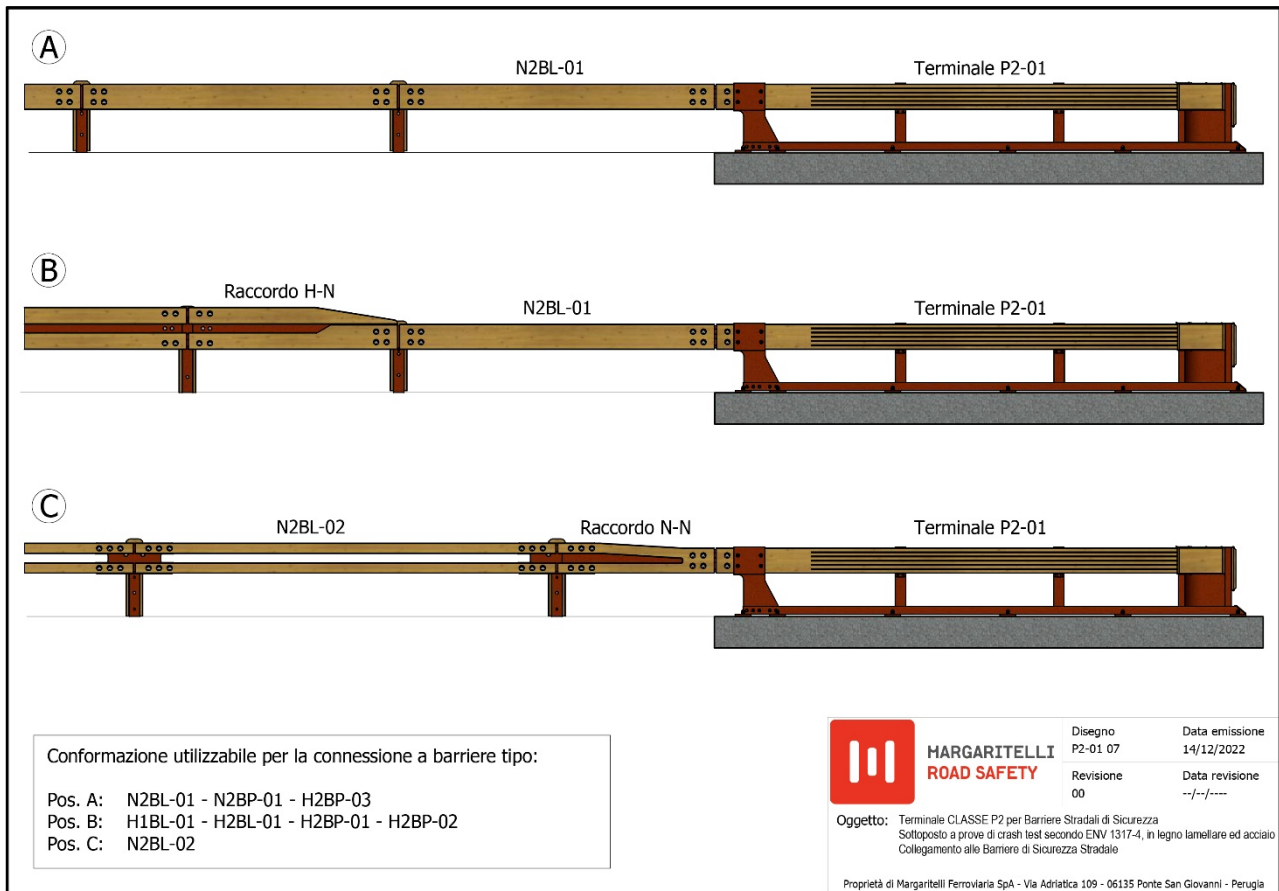 A
N2BL-01
Terminale P2-01
B
Raccordo H-N
N2BL-01
Terminale P2-01
C
N2BL-02
Raccordo N-N
Terminale P2-01
Conformazione utilizzabile per la connessione a barriere tipo:
Pos. A: N2BL-01 - N2BP-01 - H2BP-03
Pos. B: H1BL-01 - H2BL-01 - H2BP-01 - H2BP-02
Pos. C: N2BL-02
MARGARITELLI
ROAD SAFETY
Disegno
P2-01 07
Data emissione
14/12/2022
Revisione
00
Data revisione
--/--/----
Oggetto: Terminale CLASSE P2 per Barriere Stradali di Sicurezza
Sottoposto a prove di crash test secondo ENV 1317-4, in legno lamellare ed acciaio
Collegamento alle Barriere di Sicurezza Stradale
Proprietà di Margaritelli Ferroviaria SpA - Via Adriatica 109 - 06135 Ponte San Giovanni - Perugia